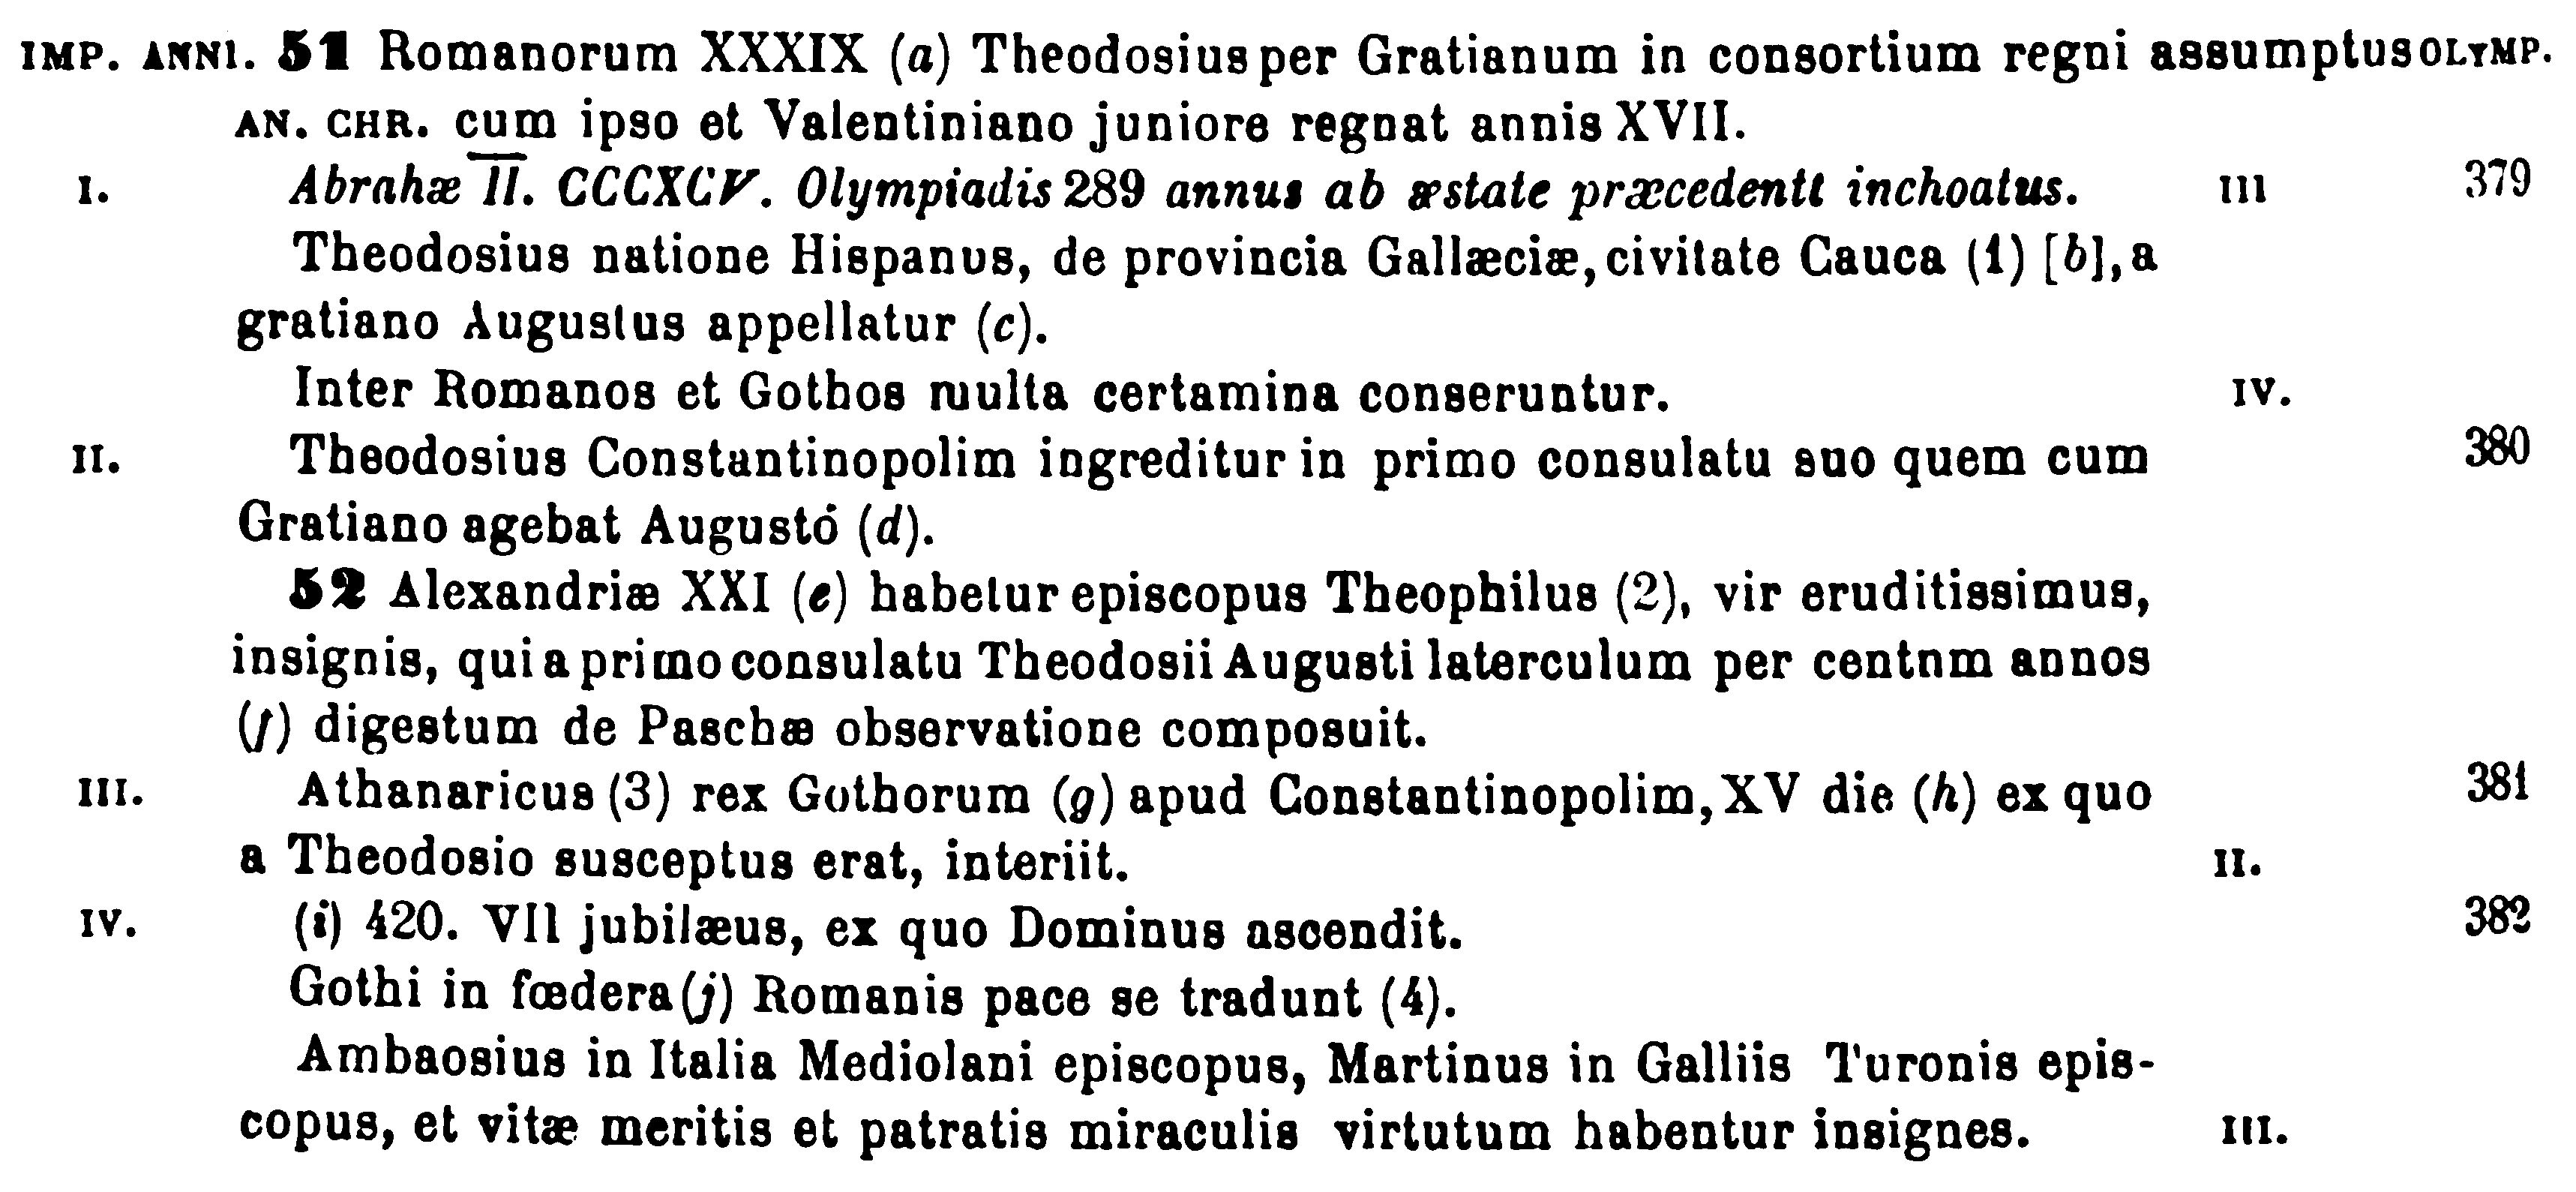 IMP. ANNI. 51 Romanorum XXXIX (a) Theodosius per Gratianum in consortium regni assumptus OLYMP.
AN. CHR. cum ipso et Valentiniano juniore regnat annis XVII.
I. Abrahæ I̅I̅. CCCXCV. Olympiadis 289 annus ab æstate præcedenti inchoatus. III 379
Theodosius natione Hispanus, de provincia Gallæciæ, civitate Cauca (1) [b], a
gratiano Augustus appellatur (c).
Inter Romanos et Gothos multa certamina conseruntur. IV.
II. Theodosius Constantinopolim ingreditur in primo consulatu suo quem cum 380
Gratiano agebat Augustó (d).
52 Alexandriæ XXI (e) habetur episcopus Theophilus (2), vir eruditissimus,
insignis, qui a primo consulatu Theodosii Augusti laterculum per centnm annos
(f) digestum de Paschæ observatione composuit.
III. Athanaricus (3) rex Gothorum (g) apud Constantinopolim, XV die (h) ex quo 381
a Theodosio susceptus erat, interiit. II.
IV. (i) 420. VII jubilæus, ex quo Dominus ascendit. 382
Gothi in fœdera (j) Romanis pace se tradunt (4).
Ambaosius in Italia Mediolani episcopus, Martinus in Galliis Turonis epis-
copus, et vitæ meritis et patratis miraculis virtutum habentur insignes. III.